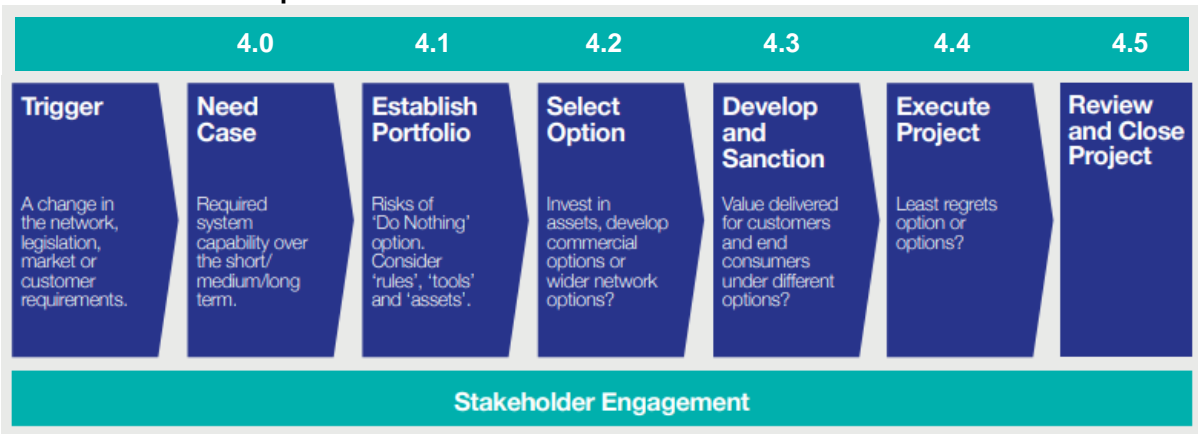 4.0 4.1 4.2 4.3 4.4 4.5
Trigger
A change in
the network,
legislation,
market or
customer
requirements.
Need
Case
Required
system
capability over
the short/
medium/long
term.
Establish
Portfolio
Risks of
‘Do Nothing’
option.
Consider
‘rules’, ‘tools’
and ‘assets’.
Select
Option
Invest in
assets, develop
commercial
options or
wider network
options?
Develop
and
Sanction
Value delivered
for customers
and end
consumers
under different
options?
Execute
Project
Least regrets
option or
options?
Review
and Close
Project
Stakeholder Engagement